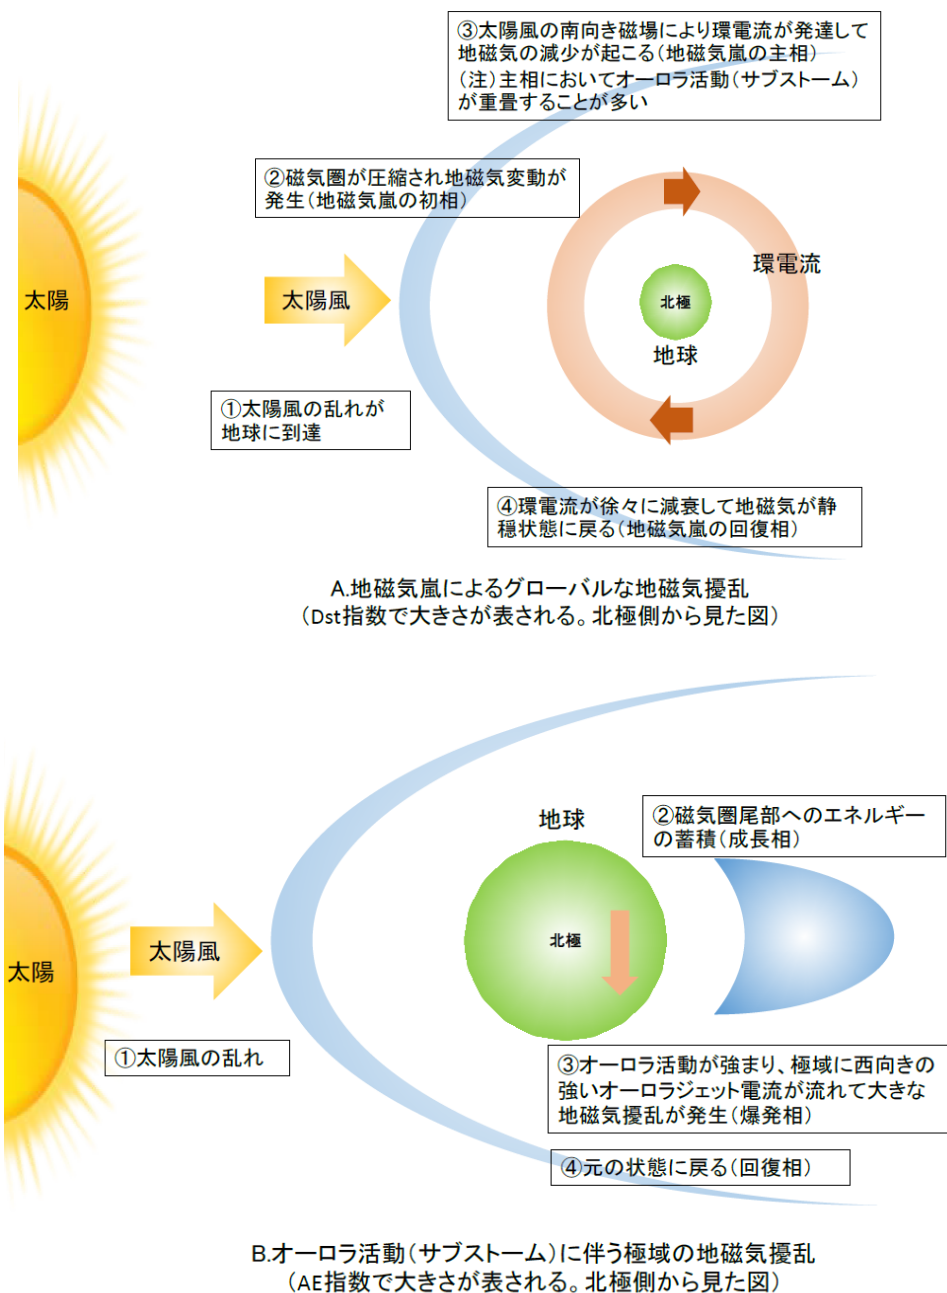 ③太陽風の南向き磁場により環電流が発達して
地磁気の減少が起こる(地磁気嵐の主相)
(注)主相においてオーロラ活動(サブストーム)
が重畳することが多い
②磁気圏が圧縮され地磁気変動が
発生(地磁気嵐の初相)
環電流
太陽
太陽風
北極
地球
①太陽風の乱れが
地球に到達
④環電流が徐々に減衰して地磁気が静
穏状態に戻る(地磁気嵐の回復相)
A.地磁気嵐によるグローバルな地磁気擾乱
(Dst指数で大きさが表される。北極側から見た図)
地球
②磁気圏尾部へのエネルギー
の蓄積(成長相)
北極
太陽風
太陽
①太陽風の乱れ
③オーロラ活動が強まり、極域に西向きの
強いオーロラジェット電流が流れて大きな
地磁気擾乱が発生(爆発相)
④元の状態に戻る(回復相)
B.オーロラ活動(サブストーム)に伴う極域の地磁気擾乱
(AE指数で大きさが表される。北極側から見た図)